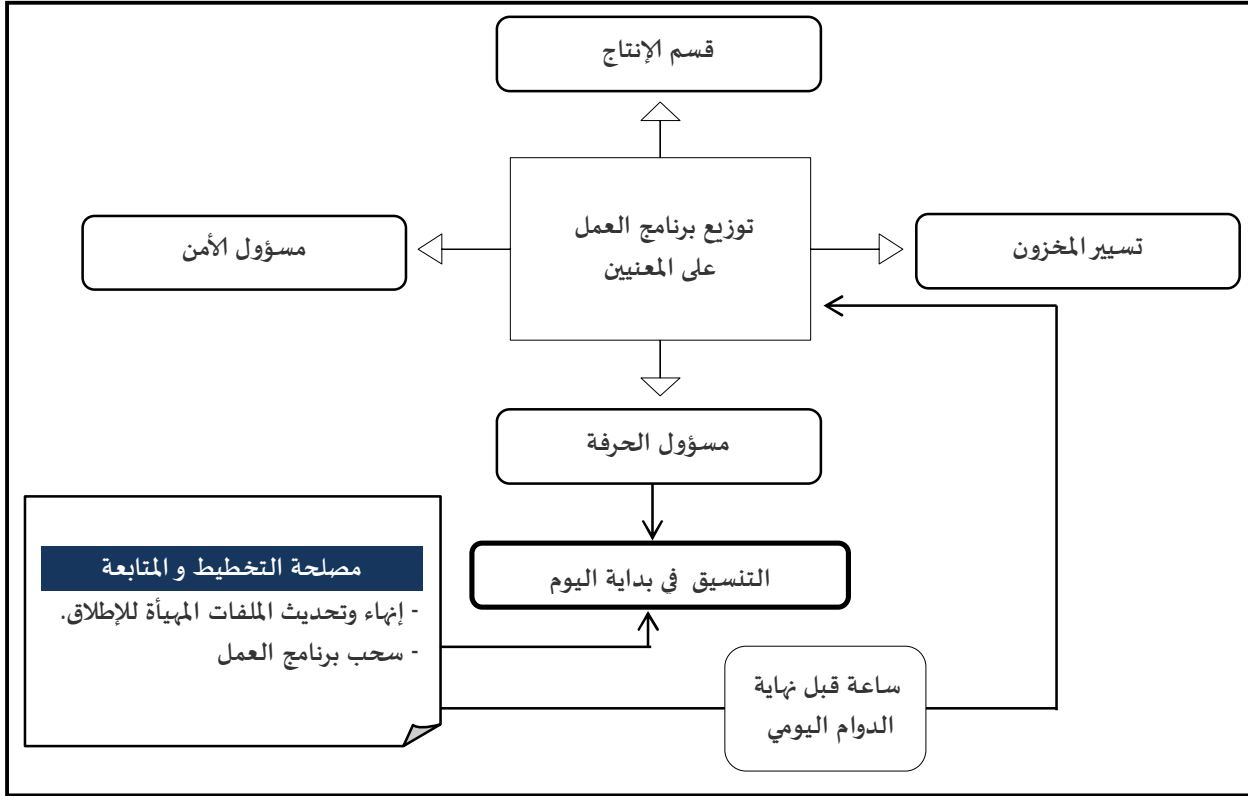 قسم الإنتاج
توزيع برنامج العمل
على المعنيين
تسيير المخزون
مسؤول الأمن
مسؤول الحرفة
التنسيق في بداية اليوم
مصلحة التخطيط و المتابعة
- إنهاء وتحديث الملفات المهيأة للإطلاق.
- سحب برنامج العمل
ساعة قبل نهاية
الدوام اليومي